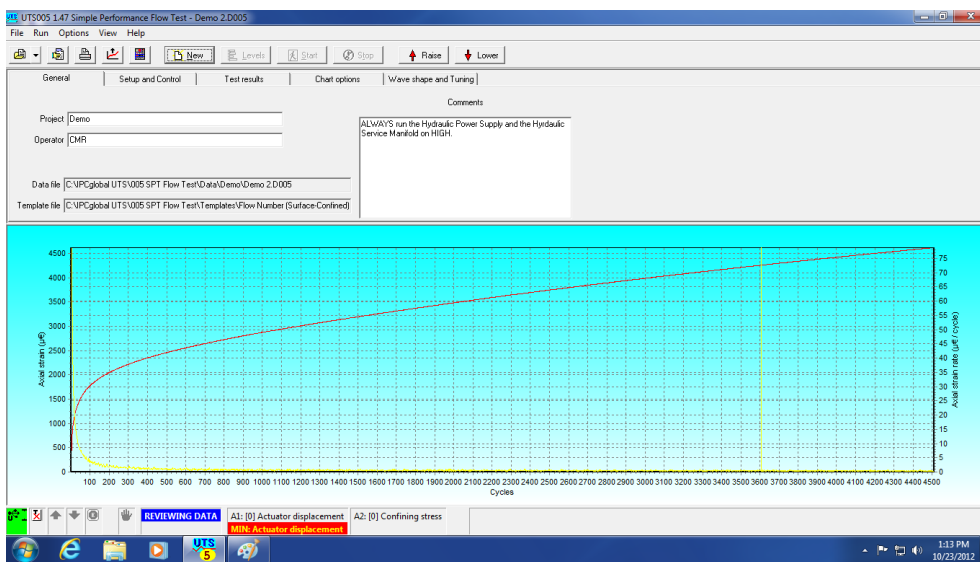 UTS005 1.47 Simple Performance Flow Test - Demo 2.D005
File Run Options View Help
New Levels Start Stop Raise Lower
General Setup and Control Test results Chart options Wave shape and Tuning
Comments
Project Demo
Operator CMR
ALWAYS run the Hydraulic Power Supply and the Hyrdaulic
Service Manifold on HIGH.
Data file C:\IPCglobal UTS\005 SPT Flow Test\Data\Demo\Demo 2.D005
Template file C:\IPCglobal UTS\005 SPT Flow Test\Templates\Flow Number (Surface-Confined)
Axial strain (µ€)
4500
4000
3500
3000
2500
2000
1500
1000
500
0
75
70
65
60
55
50
45
40
35
30
25
20
15
10
5
0
Axial strain rate (µ€ / cycle)
100 200 300 400 500 600 700 800 900 1000 1100 1200 1300 1400 1500 1600 1700 1800 1900 2000 2100 2200 2300 2400 2500 2600 2700 2800 2900 3000 3100 3200 3300 3400 3500 3600 3700 3800 3900 4000 4100 4200 4300 4400 4500
Cycles
REVIEWING DATA A1: [0] Actuator displacement A2: [0] Confining stress
MIN: Actuator displacement
UTS
5
1:13 PM
10/23/2012